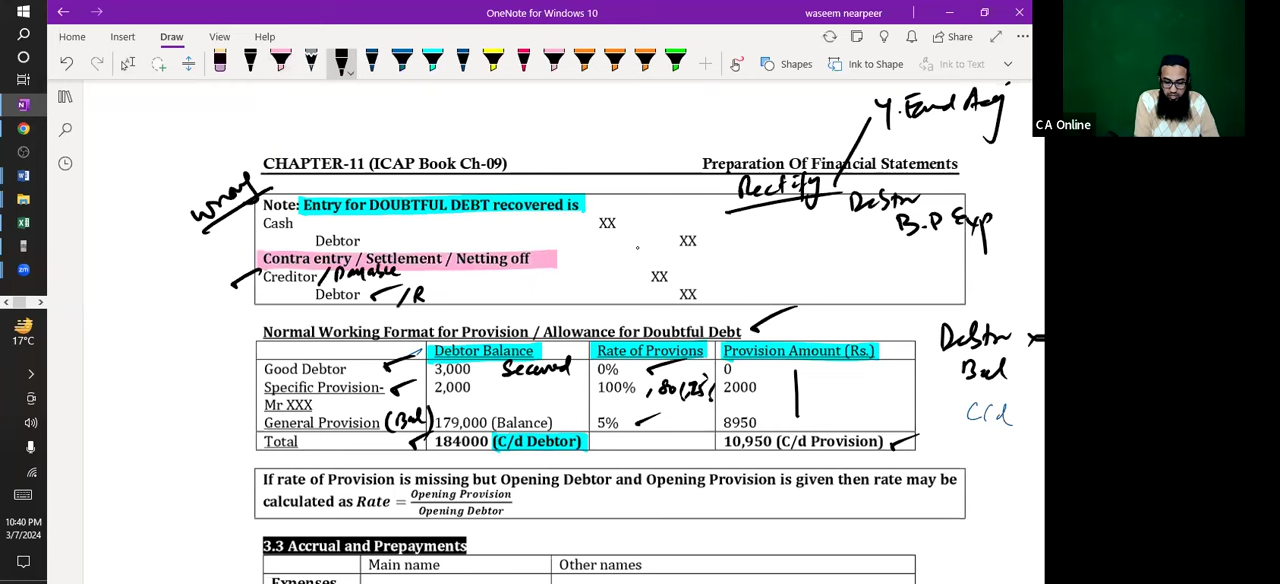 OneNote for Windows 10
waseem nearpeer
Home Insert Draw View Help
Share
Shapes Ink to Shape Ink to Text
Y. End Adj
CHAPTER-11 (ICAP Book Ch-09) Preparation Of Financial Statements
wrong
Rectify
Debtor
B.P Exp
Note: Entry for DOUBTFUL DEBT recovered is
Cash XX
Debtor XX
Contra entry / Settlement / Netting off
Creditor / Payable XX
Debtor /R XX
Normal Working Format for Provision / Allowance for Doubtful Debt
Debtor Balance Rate of Provions Provision Amount (Rs.)
Good Debtor 3,000 Secured 0% 0
Specific Provision- 2,000 100% , 80%, 25% 2000
Mr XXX
General Provision (Bal) 179,000 (Balance) 5% 8950
Total 184000 (C/d Debtor) 10,950 (C/d Provision)
Debtor
Bal
C/d
If rate of Provision is missing but Opening Debtor and Opening Provision is given then rate may be
calculated as Rate = Opening Provision / Opening Debtor
3.3 Accrual and Prepayments
Main name Other names
Expenses
C A Online
17°C
10:40 PM
3/7/2024